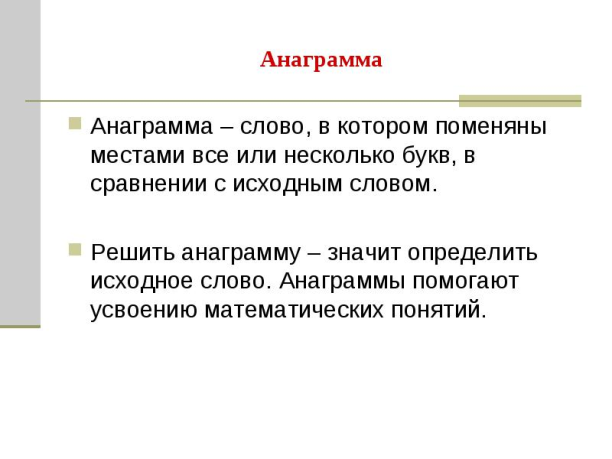 Анаграмма
Анаграмма – слово, в котором поменяны
местами все или несколько букв, в
сравнении с исходным словом.
Решить анаграмму – значит определить
исходное слово. Анаграммы помогают
усвоению математических понятий.